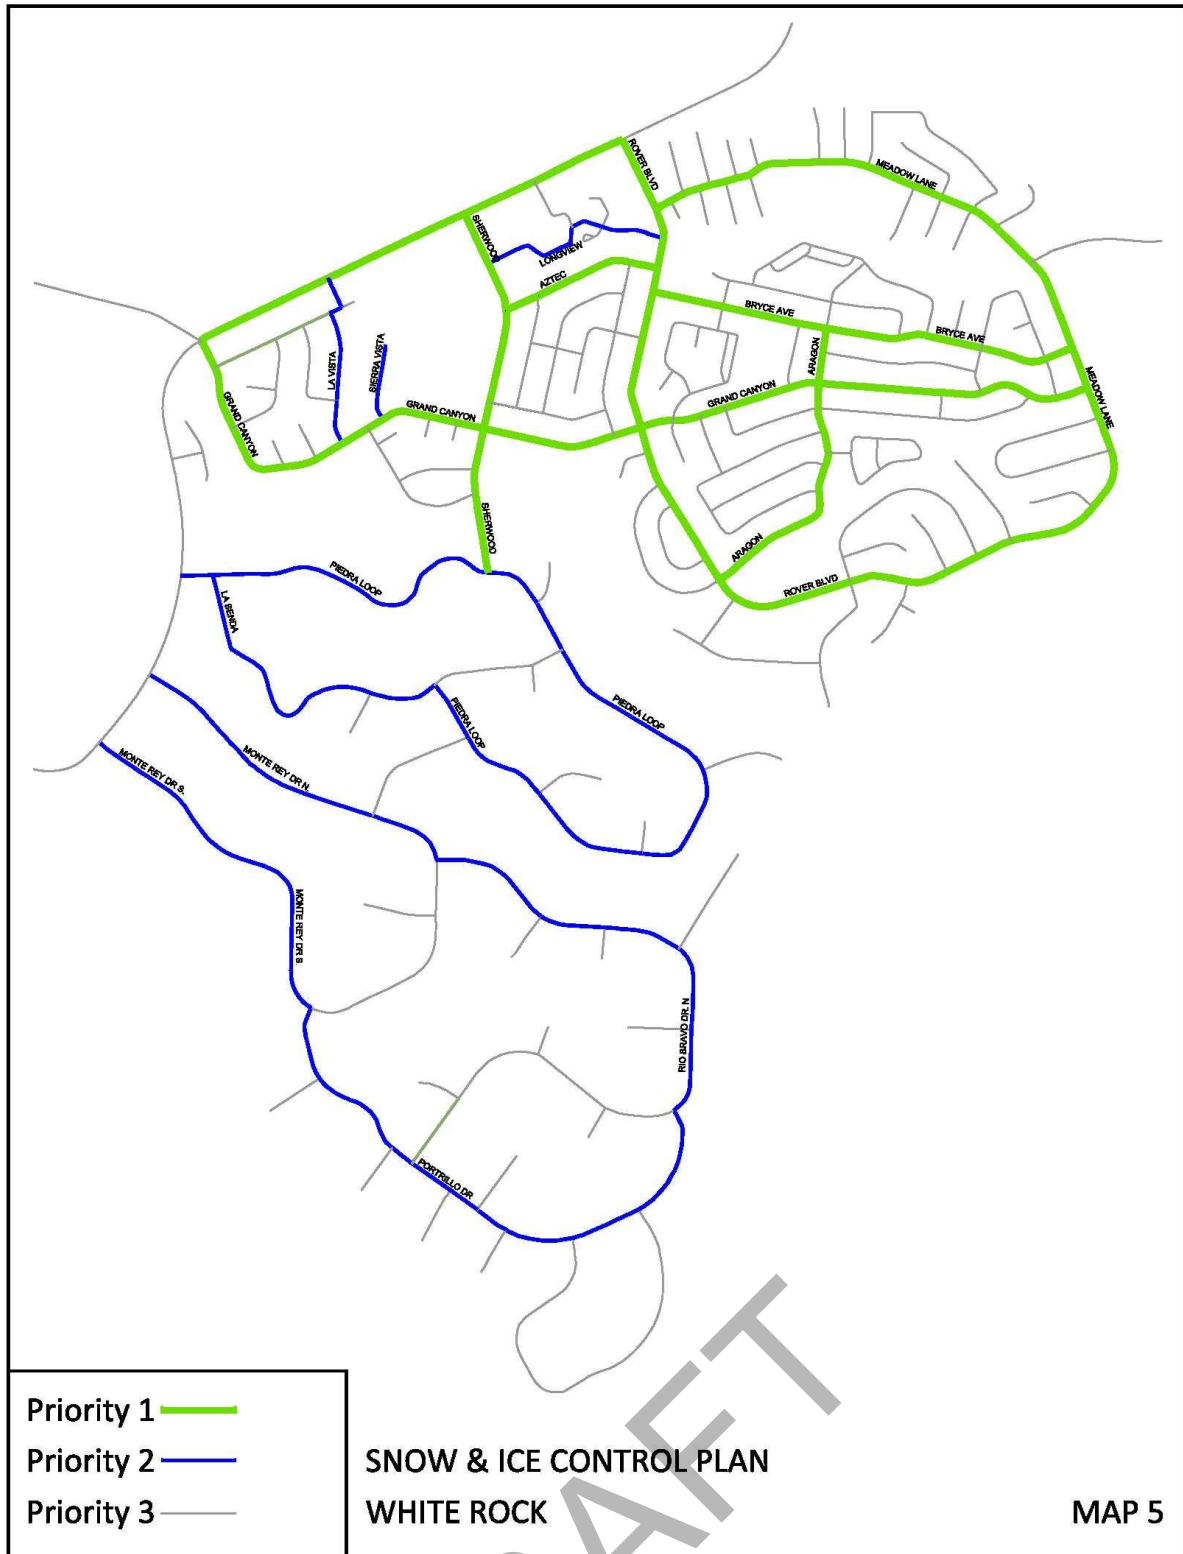 ROVER BLVD
MEADOW LANE
SHERWOOD
LONGVIEW
AZTEC
BRYCE AVE
BRYCE AVE
ARAGON
LA VISTA
SIERRA VISTA
GRAND CANYON
GRAND CANYON
GRAND CANYON
MEADOW LANE
SHERWOOD
ARAGON
ROVER BLVD
PIEDRA LOOP
LA SENDA
PIEDRA LOOP
PIEDRA LOOP
MONTE REY DR S.
MONTE REY DR N.
MONTE REY DR S.
RIO BRAVO DR. N
PORTRILLO DR
Priority 1
Priority 2
Priority 3
SNOW & ICE CONTROL PLAN
WHITE ROCK
MAP 5
RAFT